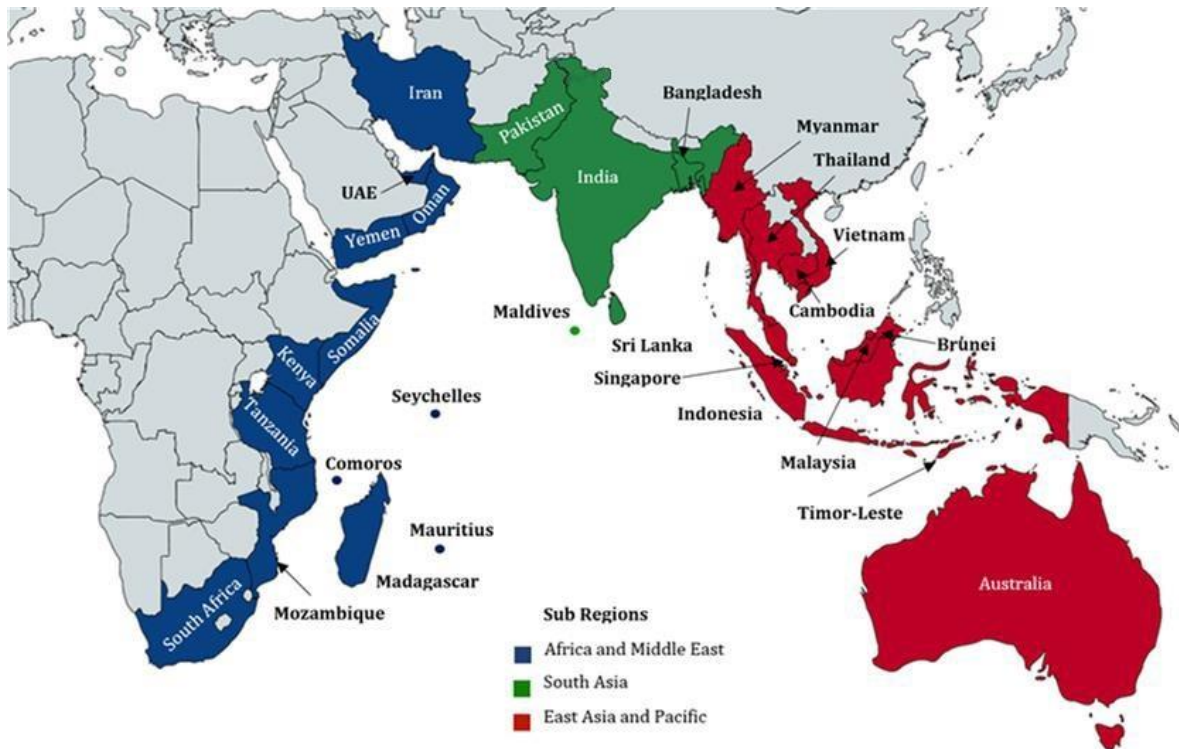 Iran
Pakistan
Bangladesh
Myanmar
Thailand
UAE
Oman
India
Yemen
Vietnam
Maldives
Cambodia
Somalia
Sri Lanka
Brunei
Kenya
Singapore
Seychelles
Indonesia
Tanzania
Malaysia
Comoros
Timor-Leste
Mauritius
Madagascar
Australia
Mozambique
South Africa
Sub Regions
Africa and Middle East
South Asia
East Asia and Pacific